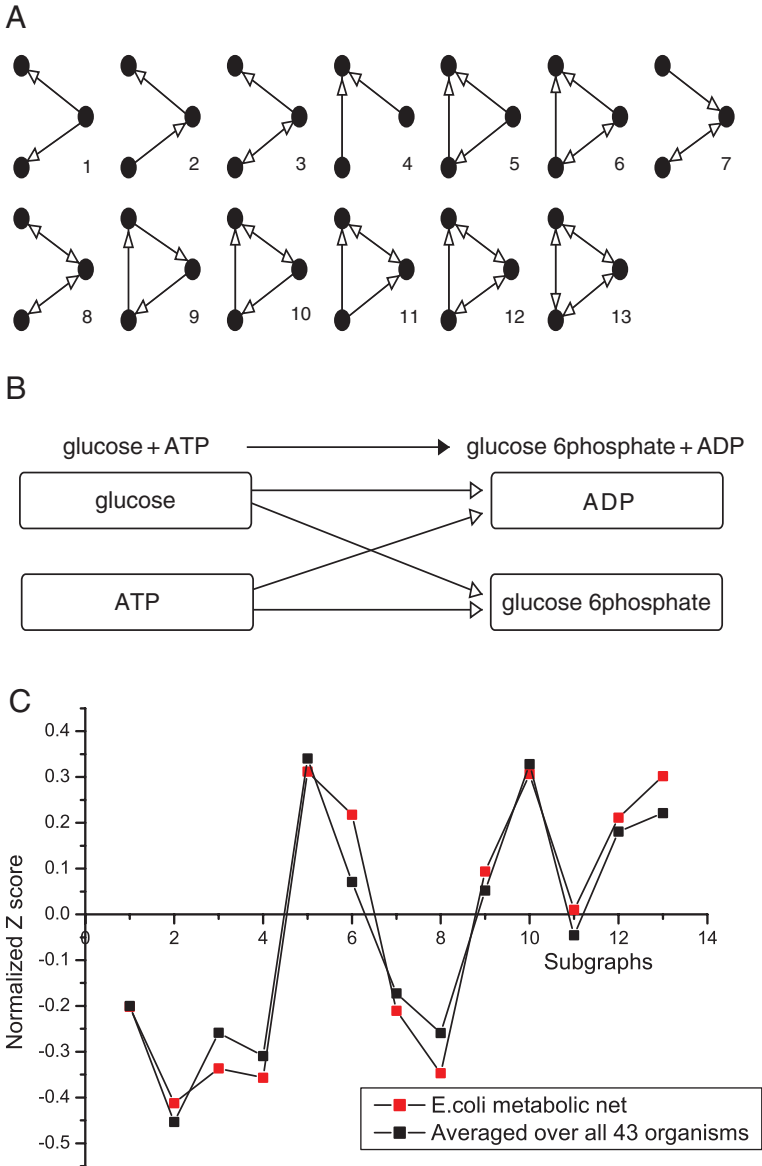 A
1 2 3 4 5 6 7
8 9 10 11 12 13
B
glucose + ATP glucose 6phosphate + ADP
glucose ADP
ATP glucose 6phosphate
C
Normalized Z score
0.4
0.3
0.2
0.1
0.0
-0.1
-0.2
-0.3
-0.4
-0.5
0 2 4 6 8 10 12 14
Subgraphs
E.coli metabolic net
Averaged over all 43 organisms